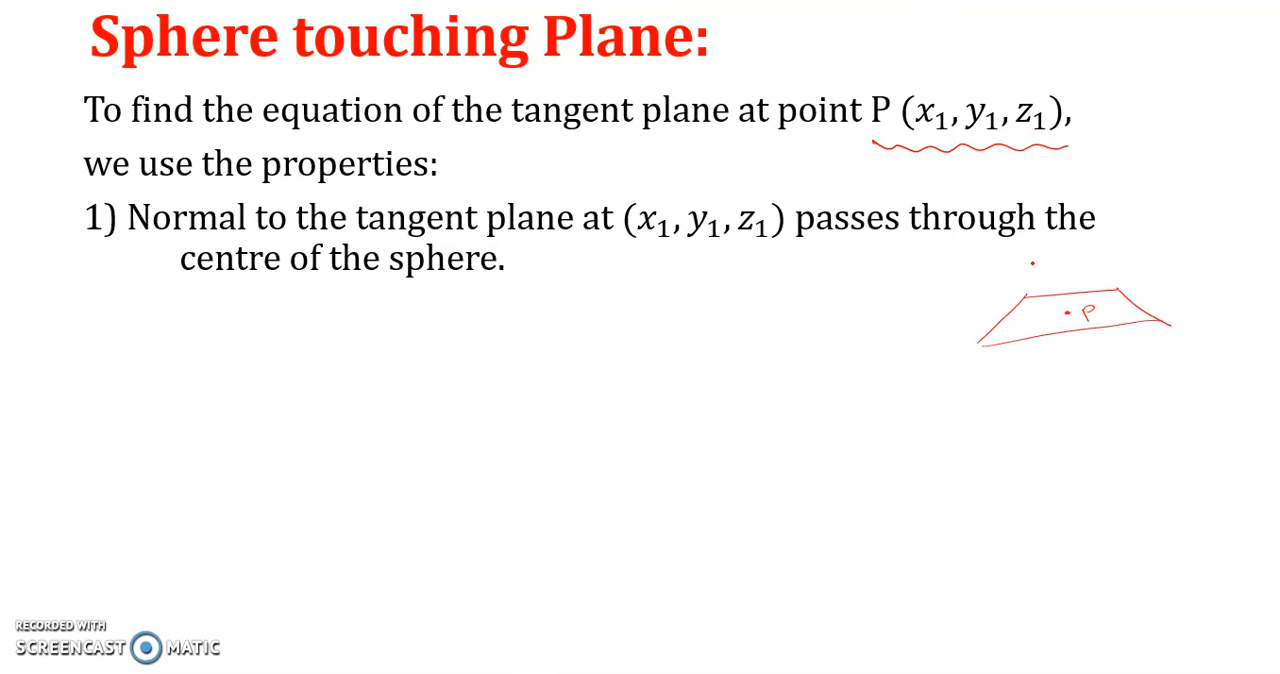 Sphere touching Plane:
To find the equation of the tangent plane at point P (x₁, y₁, z₁),
we use the properties:
1) Normal to the tangent plane at (x₁, y₁, z₁) passes through the
centre of the sphere.
P
RECORDED WITH
SCREENCAST MATIC